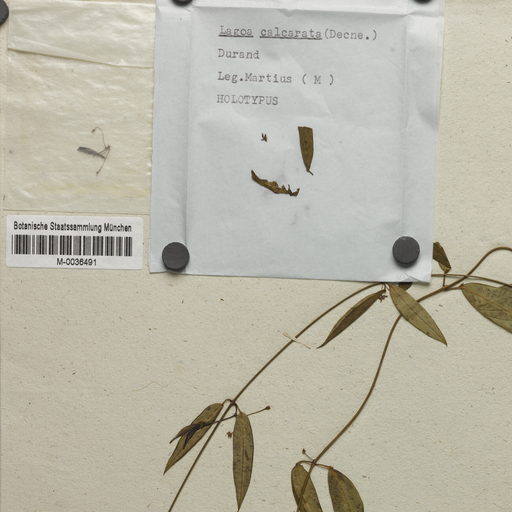 Lagoa calcarata (Decne.)
Durand
Leg.Martius ( M )
HOLOTYPUS
Botanische Staatssammlung München
M-0036491